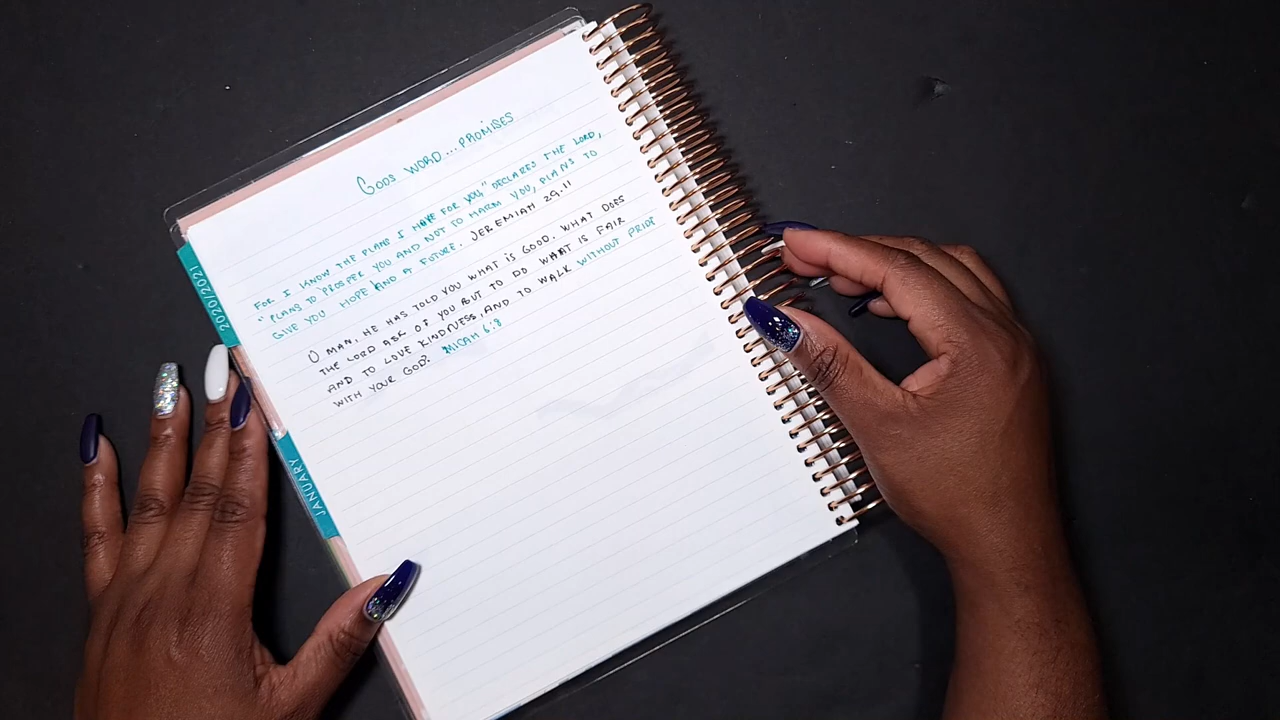 GODS WORD...PROMISES
FOR I KNOW THE PLANS I HAVE FOR YOU," DECLARES THE LORD,
"PLANS TO PROSPER YOU AND NOT TO HARM YOU, PLANS TO
GIVE YOU HOPE AND A FUTURE. JEREMIAH 29.11
O MAN, HE HAS TOLD YOU WHAT IS GOOD. WHAT DOES
THE LORD ASK OF YOU BUT TO DO WHAT IS FAIR
AND TO LOVE KINDNESS, AND TO WALK WITHOUT PRIDE
WITH YOUR GOD? MICAH 6:8
2020/2021
JANUARY